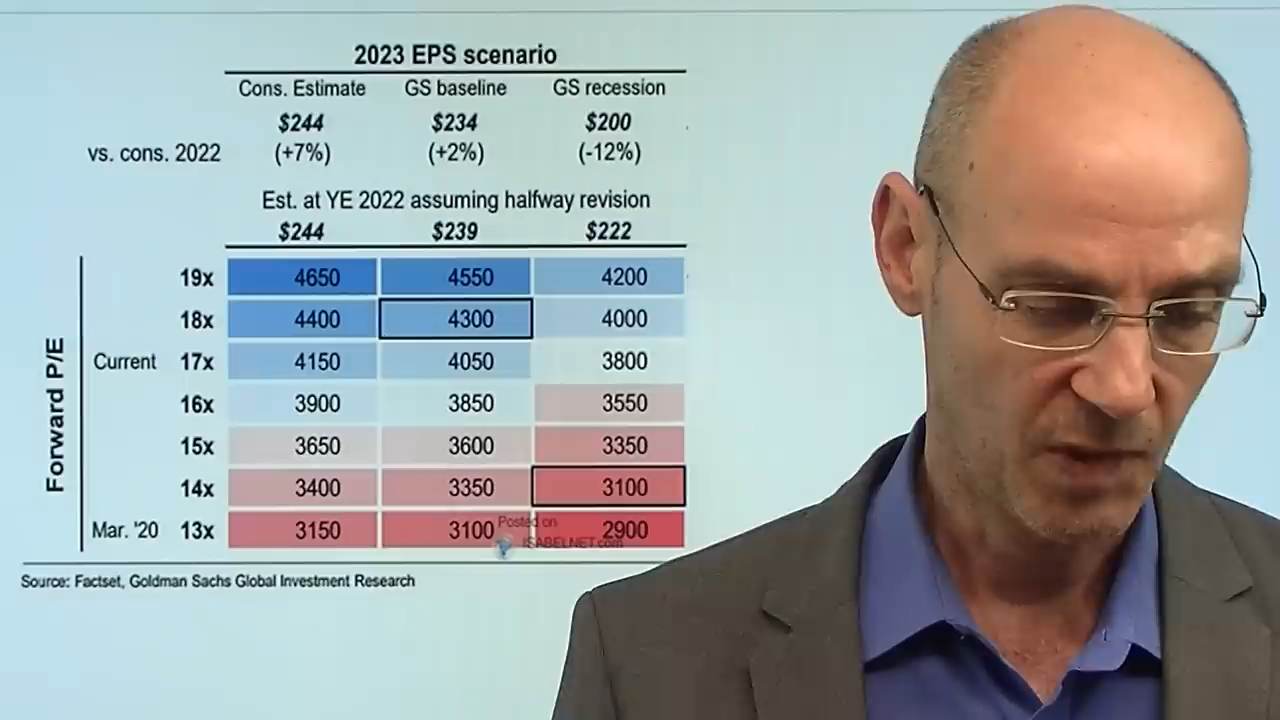 2023 EPS scenario
Cons. Estimate GS baseline GS recession
$244 $234 $200
vs. cons. 2022 (+7%) (+2%) (-12%)
Est. at YE 2022 assuming halfway revision
$244 $239 $222
Forward P/E
19x 4650 4550 4200
18x 4400 4300 4000
Current 17x 4150 4050 3800
16x 3900 3850 3550
15x 3650 3600 3350
14x 3400 3350 3100
Mar. '20 13x 3150 3100 2900
Posted on
ISABELNET.com
Source: Factset, Goldman Sachs Global Investment Research